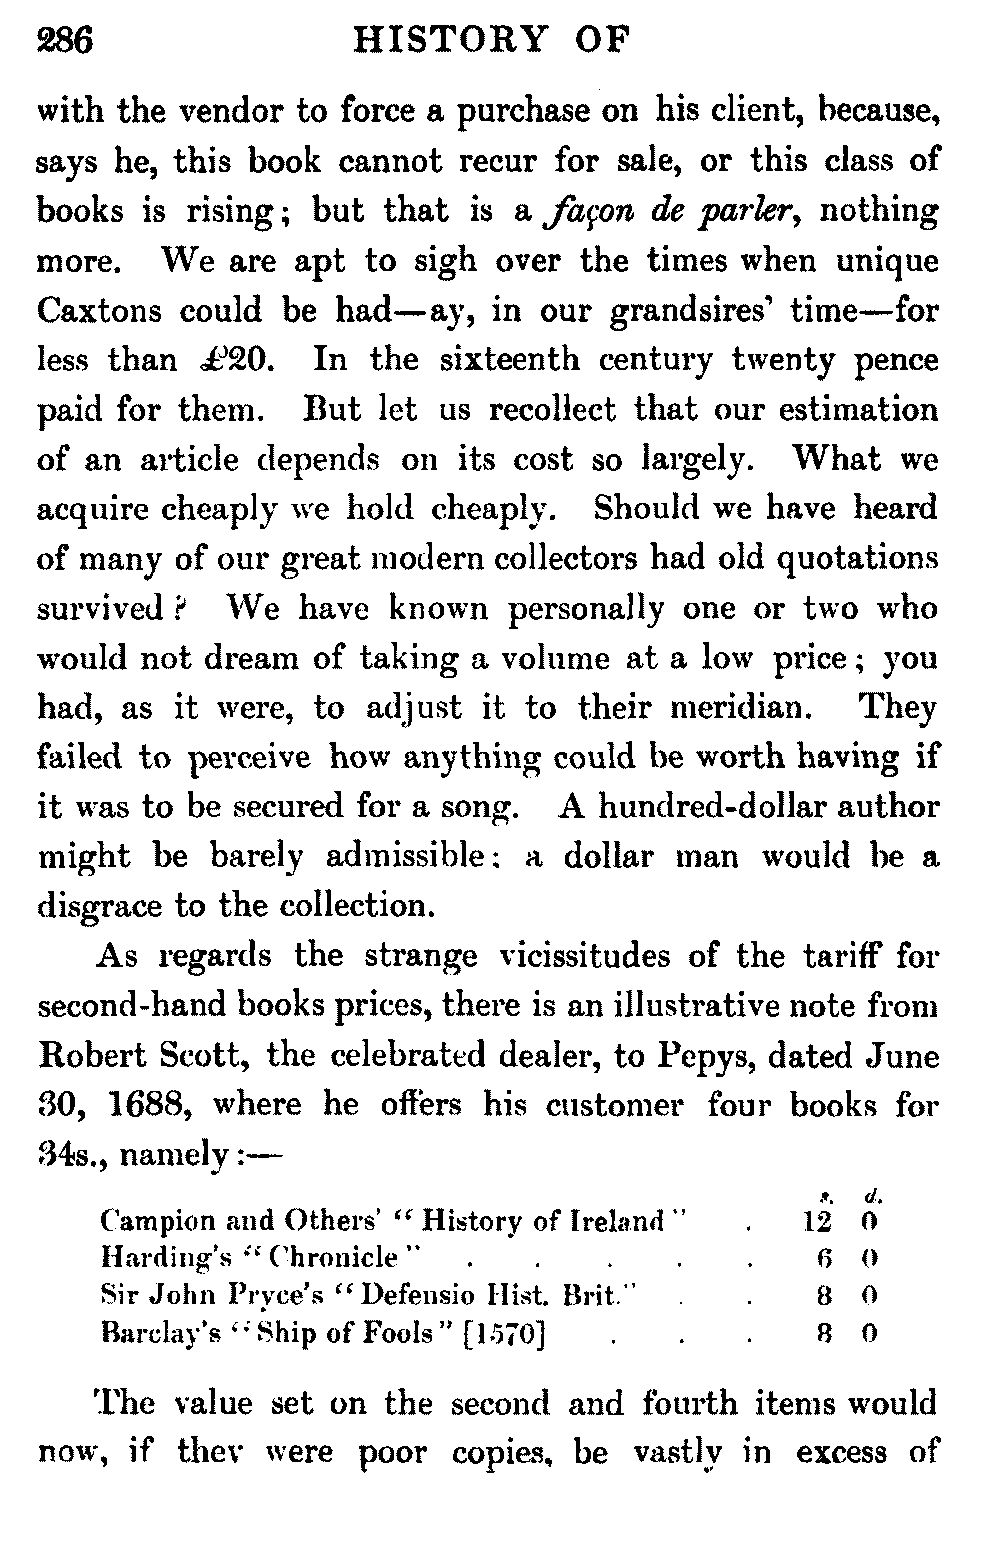 286 HISTORY OF
with the vendor to force a purchase on his client, because,
says he, this book cannot recur for sale, or this class of
books is rising; but that is a façon de parler, nothing
more. We are apt to sigh over the times when unique
Caxtons could be had—ay, in our grandsires' time—for
less than £20. In the sixteenth century twenty pence
paid for them. But let us recollect that our estimation
of an article depends on its cost so largely. What we
acquire cheaply we hold cheaply. Should we have heard
of many of our great modern collectors had old quotations
survived? We have known personally one or two who
would not dream of taking a volume at a low price; you
had, as it were, to adjust it to their meridian. They
failed to perceive how anything could be worth having if
it was to be secured for a song. A hundred-dollar author
might be barely admissible; a dollar man would be a
disgrace to the collection.
As regards the strange vicissitudes of the tariff for
second-hand books prices, there is an illustrative note from
Robert Scott, the celebrated dealer, to Pepys, dated June
30, 1688, where he offers his customer four books for
34s., namely:—
s. d.
Campion and Others' "History of Ireland" . 12 0
Harding's "Chronicle" . . . . . 6 0
Sir John Pryce's "Defensio Hist. Brit." . . 8 0
Barclay's "Ship of Fools" [1570] . . . 8 0
The value set on the second and fourth items would
now, if they were poor copies, be vastly in excess of